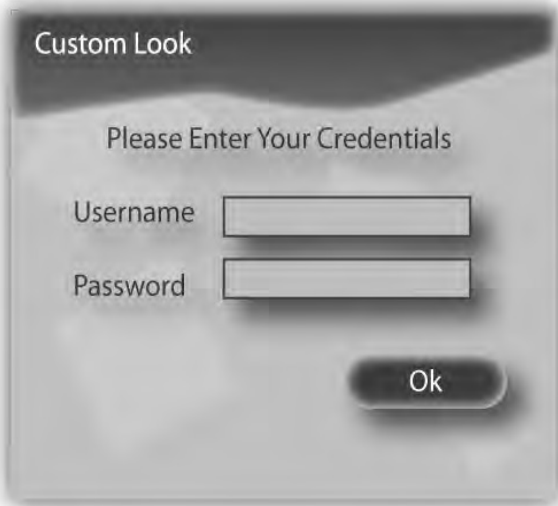 Custom Look
Please Enter Your Credentials
Username
Password
Ok